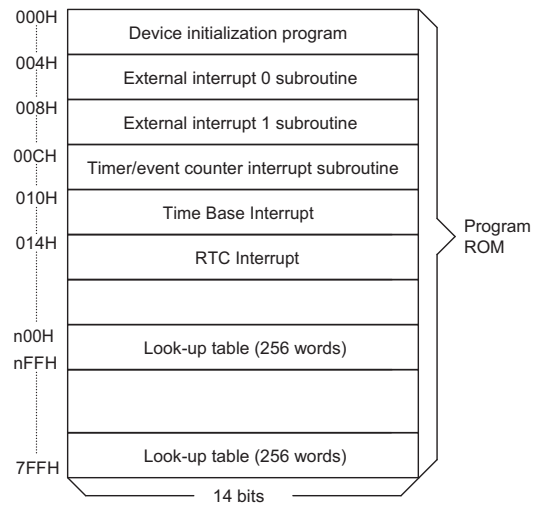 000H
Device initialization program
004H
External interrupt 0 subroutine
008H
External interrupt 1 subroutine
00CH
Timer/event counter interrupt subroutine
010H
Time Base Interrupt
014H
RTC Interrupt
Program
ROM
n00H
Look-up table (256 words)
nFFH
Look-up table (256 words)
7FFH
14 bits